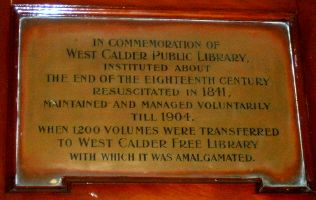 IN COMMEMORATION OF
WEST CALDER PUBLIC LIBRARY,
INSTITUTED ABOUT
THE END OF THE EIGHTEENTH CENTURY
RESUSCITATED IN 1841,
MAINTAINED AND MANAGED VOLUNTARILY
TILL 1904.
WHEN 1200 VOLUMES WERE TRANSFERRED
TO WEST CALDER FREE LIBRARY
WITH WHICH IT WAS AMALGAMATED.